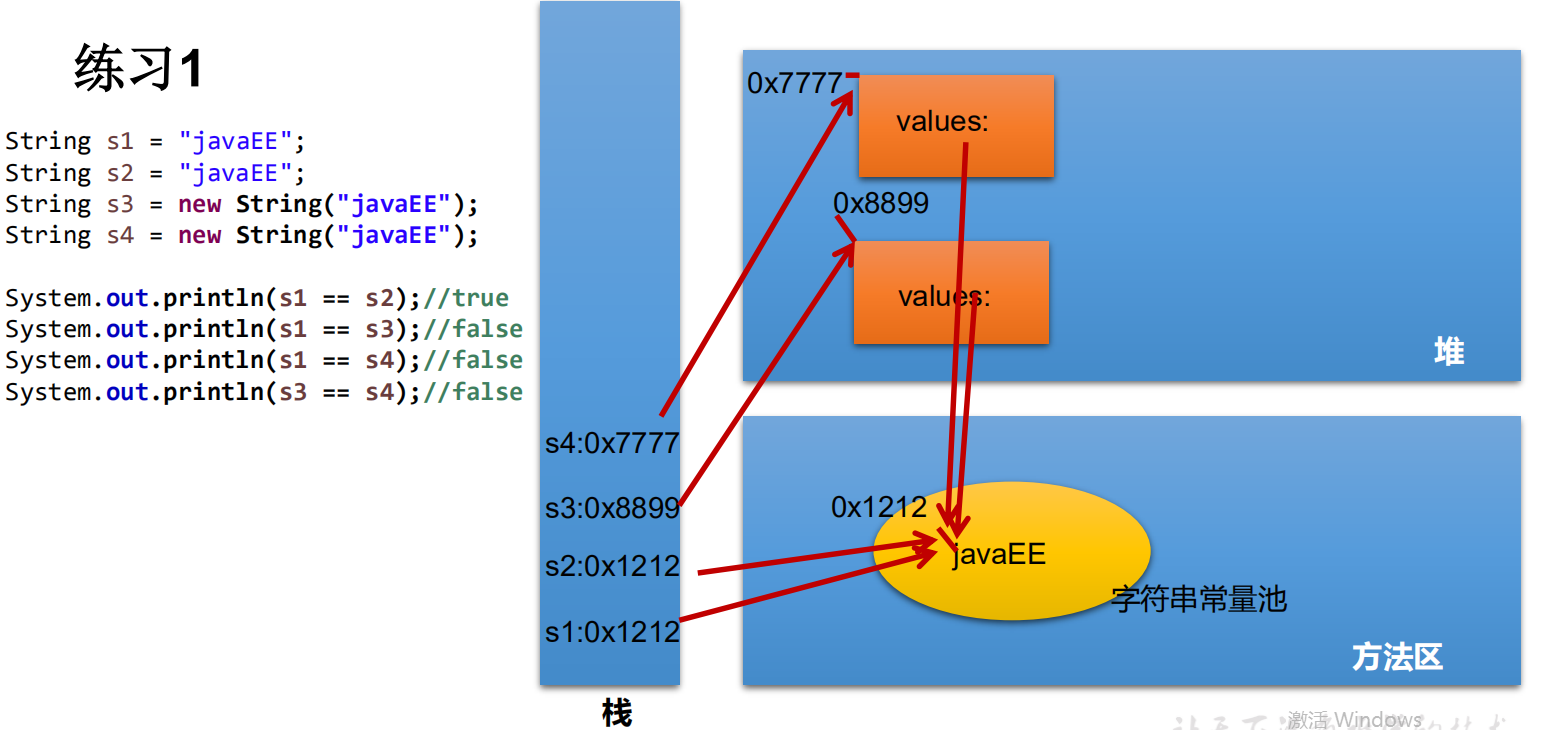 练习1
String s1 = "javaEE";
String s2 = "javaEE";
String s3 = new String("javaEE");
String s4 = new String("javaEE");
System.out.println(s1 == s2);//true
System.out.println(s1 == s3);//false
System.out.println(s1 == s4);//false
System.out.println(s3 == s4);//false
s4:0x7777
s3:0x8899
s2:0x1212
s1:0x1212
栈
0x7777
values:
0x8899
values:
堆
0x1212
javaEE
字符串常量池
方法区
激活 Windows